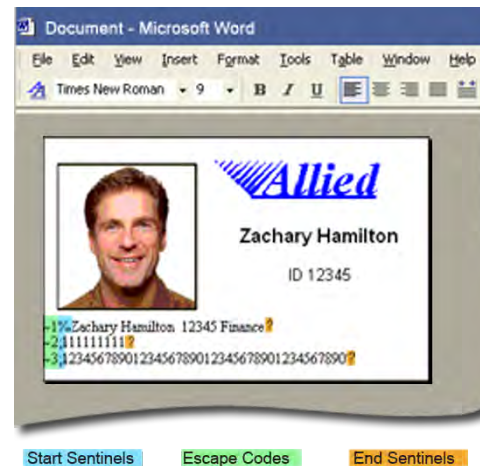 Document - Microsoft Word
File Edit View Insert Format Tools Table Window Help
Times New Roman 9 B I U
Allied
Zachary Hamilton
ID 12345
~1%Zachary Hamilton 12345 Finance?
~2;111111111?
~3;1234567890123456789012345678901234567890?
Start Sentinels Escape Codes End Sentinels